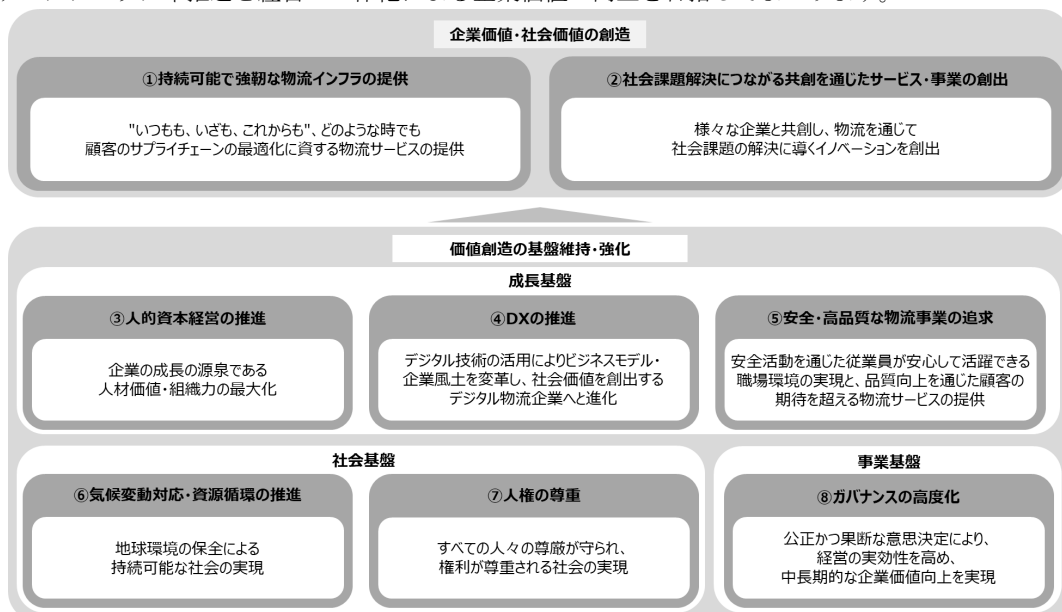 企業価値・社会価値の創造
①持続可能で強靭な物流インフラの提供
"いつもも、いざも、これからも"、どのような時でも
顧客のサプライチェーンの最適化に資する物流サービスの提供
②社会課題解決につながる共創を通じたサービス・事業の創出
様々な企業と共創し、物流を通じて
社会課題の解決に導くイノベーションを創出
価値創造の基盤維持・強化
成長基盤
③人的資本経営の推進
企業の成長の源泉である
人材価値・組織力の最大化
④DXの推進
デジタル技術の活用によりビジネスモデル・
企業風土を変革し、社会価値を創出する
デジタル物流企業へと進化
⑤安全・高品質な物流事業の追求
安全活動を通じた従業員が安心して活躍できる
職場環境の実現と、品質向上を通じた顧客の
期待を超える物流サービスの提供
社会基盤
⑥気候変動対応・資源循環の推進
地球環境の保全による
持続可能な社会の実現
⑦人権の尊重
すべての人々の尊厳が守られ、
権利が尊重される社会の実現
事業基盤
⑧ガバナンスの高度化
公正かつ果断な意思決定により、
経営の実効性を高め、
中長期的な企業価値向上を実現